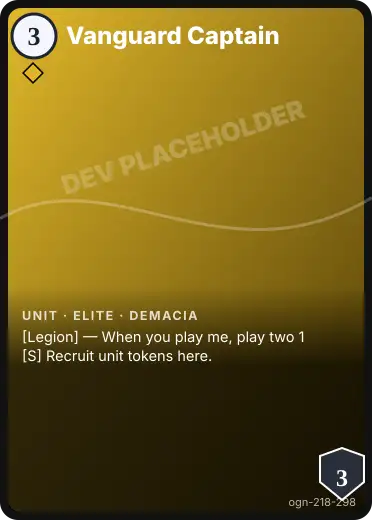 3 Vanguard Captain
DEV PLACEHOLDER
UNIT · ELITE · DEMACIA
[Legion] — When you play me, play two 1
[S] Recruit unit tokens here.
3
ogn-218-298